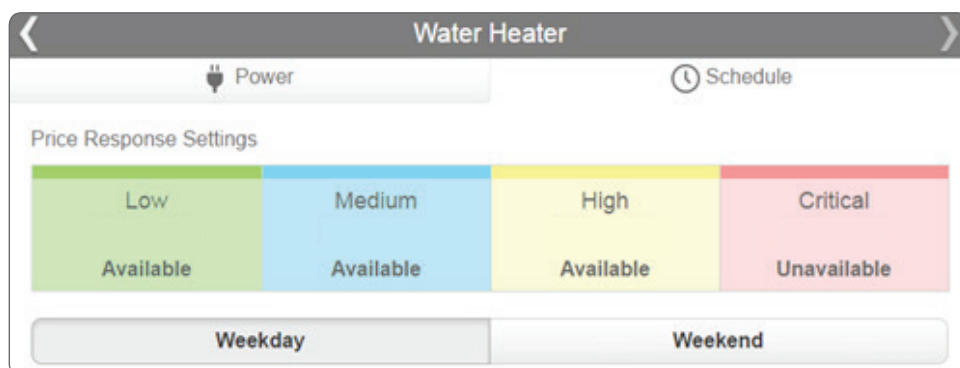 Water Heater
Power Schedule
Price Response Settings
Low Medium High Critical
Available Available Available Unavailable
Weekday Weekend